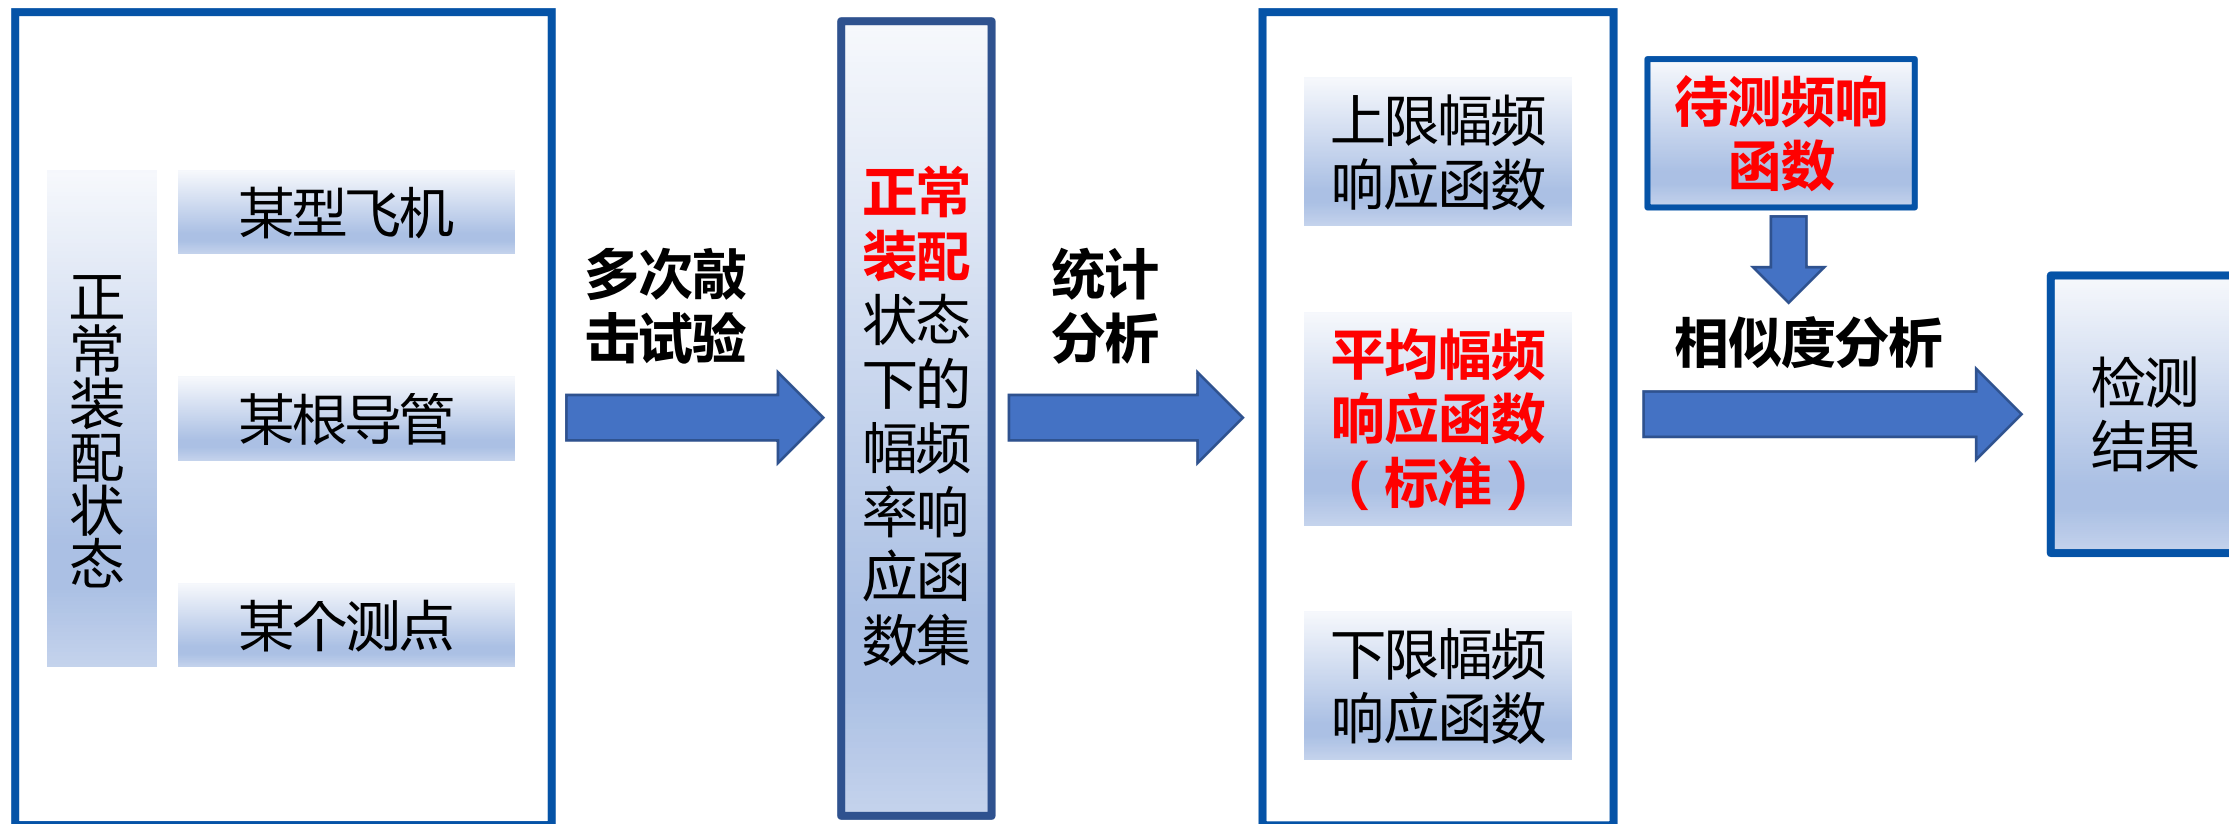 正常装配状态
某型飞机
某根导管
某个测点
多次敲
击试验
正常
装配
状态
下的
幅频
率响
应函
数集
统计
分析
上限幅频
响应函数
平均幅频
响应函数
（标准）
下限幅频
响应函数
待测频响
函数
相似度分析
检测
结果